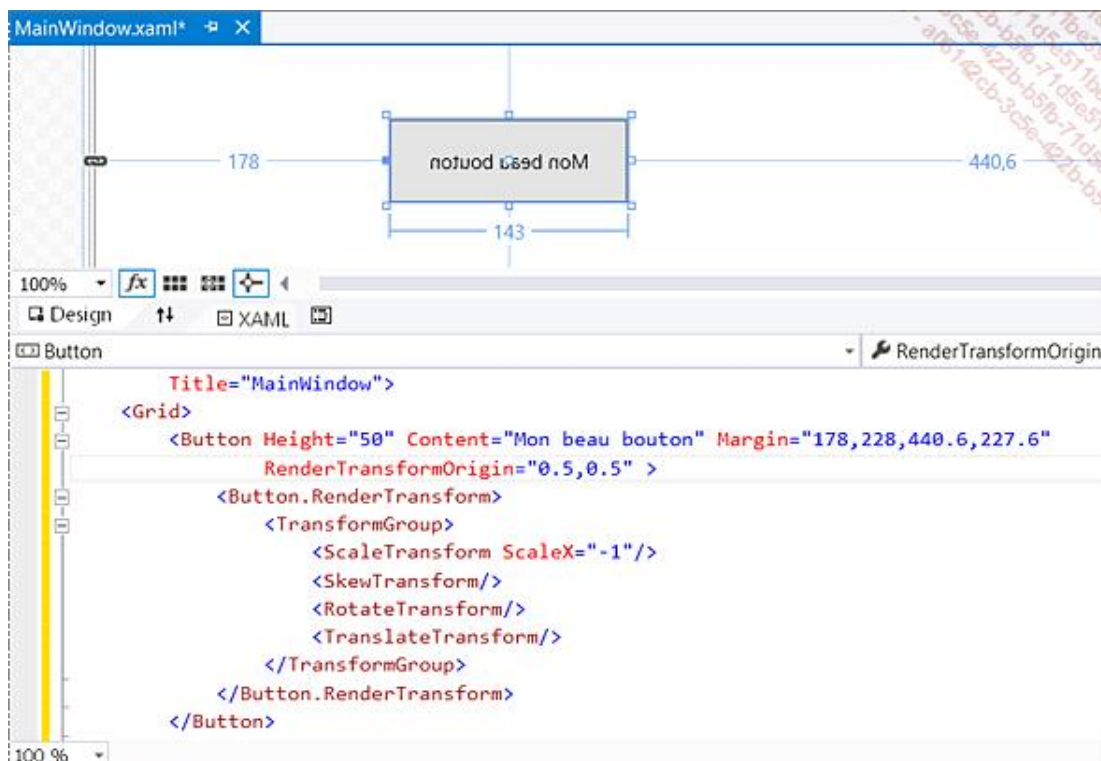 MainWindow.xaml*
178
Mon beau bouton
440,6
143
100%
fx
Design
XAML
Button
RenderTransformOrigin
Title="MainWindow">
<Grid>
<Button Height="50" Content="Mon beau bouton" Margin="178,228,440.6,227.6"
RenderTransformOrigin="0.5,0.5" >
<Button.RenderTransform>
<TransformGroup>
<ScaleTransform ScaleX="-1"/>
<SkewTransform/>
<RotateTransform/>
<TranslateTransform/>
</TransformGroup>
</Button.RenderTransform>
</Button>
100 %